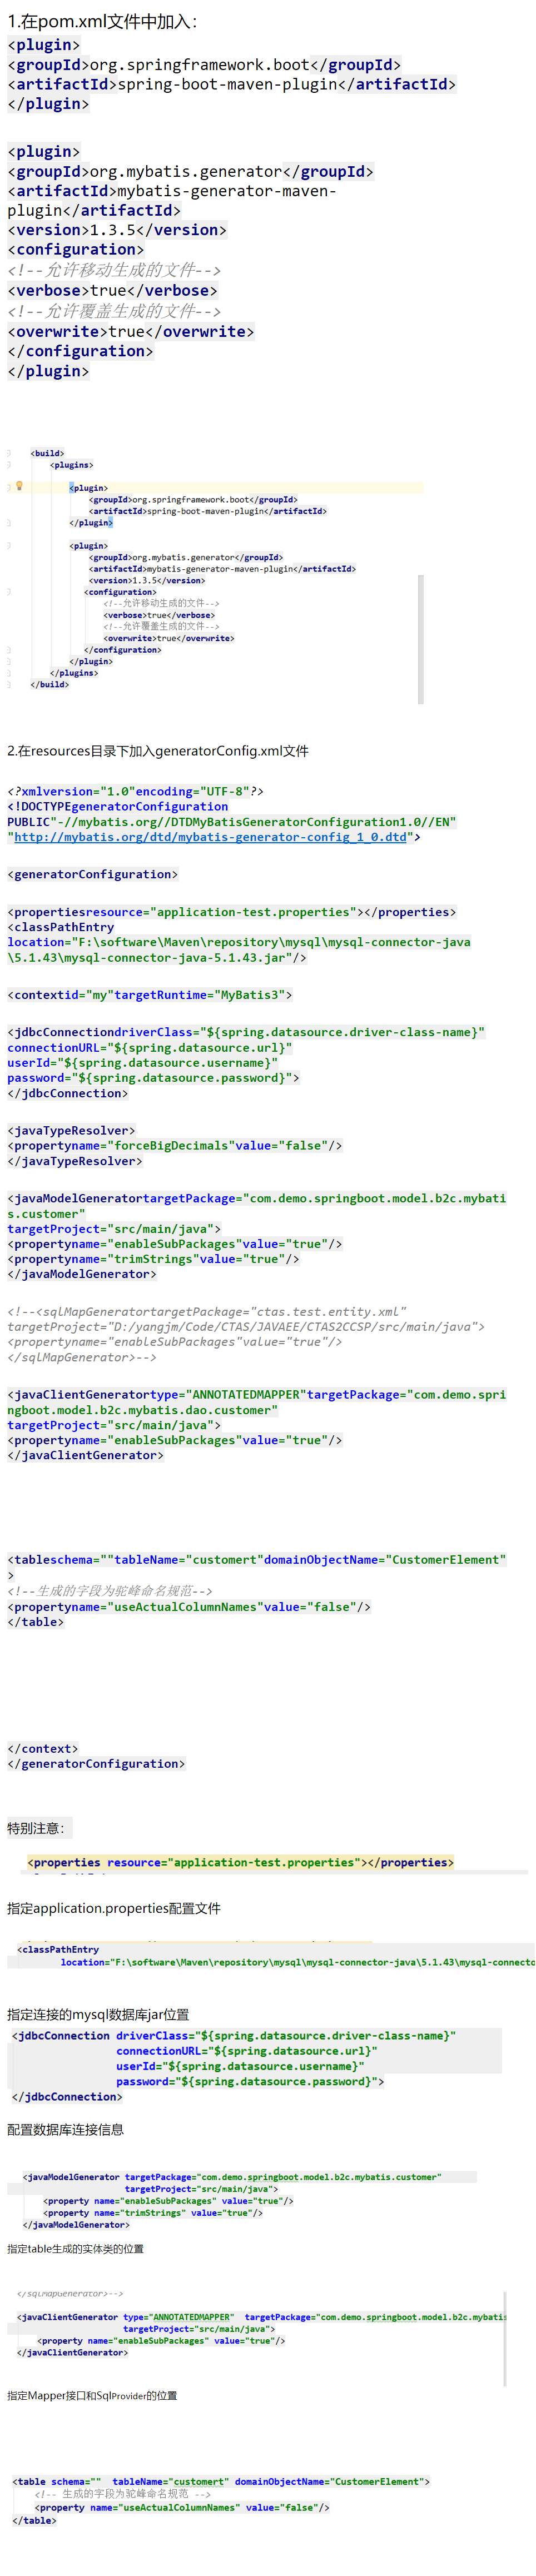 1.在pom.xml文件中加入：
<plugin>
<groupId>org.springframework.boot</groupId>
<artifactId>spring-boot-maven-plugin</artifactId>
</plugin>
<plugin>
<groupId>org.mybatis.generator</groupId>
<artifactId>mybatis-generator-maven-
plugin</artifactId>
<version>1.3.5</version>
<configuration>
<!--允许移动生成的文件-->
<verbose>true</verbose>
<!--允许覆盖生成的文件-->
<overwrite>true</overwrite>
</configuration>
</plugin>
<build>
<plugins>
<plugin>
<groupId>org.springframework.boot</groupId>
<artifactId>spring-boot-maven-plugin</artifactId>
</plugin>
<plugin>
<groupId>org.mybatis.generator</groupId>
<artifactId>mybatis-generator-maven-plugin</artifactId>
<version>1.3.5</version>
<configuration>
<!--允许移动生成的文件-->
<verbose>true</verbose>
<!--允许覆盖生成的文件-->
<overwrite>true</overwrite>
</configuration>
</plugin>
</plugins>
</build>
2.在resources目录下加入generatorConfig.xml文件
<?xmlversion="1.0"encoding="UTF-8"?>
<!DOCTYPEgeneratorConfiguration
PUBLIC"-//mybatis.org//DTDMyBatisGeneratorConfiguration1.0//EN"
"http://mybatis.org/dtd/mybatis-generator-config_1_0.dtd">
<generatorConfiguration>
<propertiesresource="application-test.properties"></properties>
<classPathEntry
location="F:\software\Maven\repository\mysql\mysql-connector-java
\5.1.43\mysql-connector-java-5.1.43.jar"/>
<contextid="my"targetRuntime="MyBatis3">
<jdbcConnectiondriverClass="${spring.datasource.driver-class-name}"
connectionURL="${spring.datasource.url}"
userId="${spring.datasource.username}"
password="${spring.datasource.password}">
</jdbcConnection>
<javaTypeResolver>
<propertyname="forceBigDecimals"value="false"/>
</javaTypeResolver>
<javaModelGeneratortargetPackage="com.demo.springboot.model.b2c.mybati
s.customer"
targetProject="src/main/java">
<propertyname="enableSubPackages"value="true"/>
<propertyname="trimStrings"value="true"/>
</javaModelGenerator>
<!--<sqlMapGeneratortargetPackage="ctas.test.entity.xml"
targetProject="D:/yangjm/Code/CTAS/JAVAEE/CTAS2CCSP/src/main/java">
<propertyname="enableSubPackages"value="true"/>
</sqlMapGenerator>-->
<javaClientGeneratortype="ANNOTATEDMAPPER"targetPackage="com.demo.spri
ngboot.model.b2c.mybatis.dao.customer"
targetProject="src/main/java">
<propertyname="enableSubPackages"value="true"/>
</javaClientGenerator>
<tableschema=""tableName="customert"domainObjectName="CustomerElement"
>
<!--生成的字段为驼峰命名规范-->
<propertyname="useActualColumnNames"value="false"/>
</table>
</context>
</generatorConfiguration>
特别注意：
<properties resource="application-test.properties"></properties>
指定application.properties配置文件
<classPathEntry
location="F:\software\Maven\repository\mysql\mysql-connector-java\5.1.43\mysql-connecto
指定连接的mysql数据库jar位置
<jdbcConnection driverClass="${spring.datasource.driver-class-name}"
connectionURL="${spring.datasource.url}"
userId="${spring.datasource.username}"
password="${spring.datasource.password}">
</jdbcConnection>
配置数据库连接信息
<javaModelGenerator targetPackage="com.demo.springboot.model.b2c.mybatis.customer"
targetProject="src/main/java">
<property name="enableSubPackages" value="true"/>
<property name="trimStrings" value="true"/>
</javaModelGenerator>
指定table生成的实体类的位置
</sqlMapGenerator>-->
<javaClientGenerator type="ANNOTATEDMAPPER" targetPackage="com.demo.springboot.model.b2c.mybatis
targetProject="src/main/java">
<property name="enableSubPackages" value="true"/>
</javaClientGenerator>
指定Mapper接口和SqlProvider的位置
<table schema="" tableName="customert" domainObjectName="CustomerElement">
<!-- 生成的字段为驼峰命名规范 -->
<property name="useActualColumnNames" value="false"/>
</table>